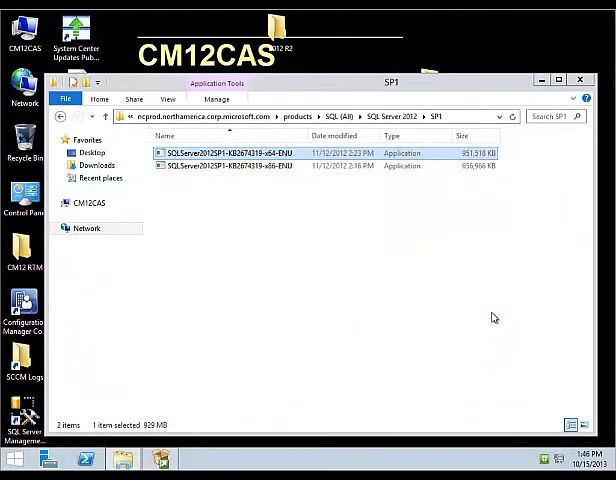 CM12CAS
System Center
Updates Pub...
2012 R2
CM12CAS
Network
Recycle Bin
Control Pane
CM12 RTM
Configuration
Manager Co...
SCCM Logs
SQL Server
Manageme...
Application Tools
SP1
File
Home
Share
View
Manage
« ncprod.northamerica.corp.microsoft.com › products › SQL (All) › SQL Server 2012 › SP1
Search SP1
Favorites
Desktop
Downloads
Recent places
CM12CAS
Network
Name
Date modified
Type
Size
SQLServer2012SP1-KB2674319-x64-ENU 11/12/2012 2:23 PM Application 951,518 KB
SQLServer2012SP1-KB2674319-x86-ENU 11/12/2012 2:16 PM Application 656,966 KB
2 items 1 item selected 929 MB
1:46 PM
10/15/2013